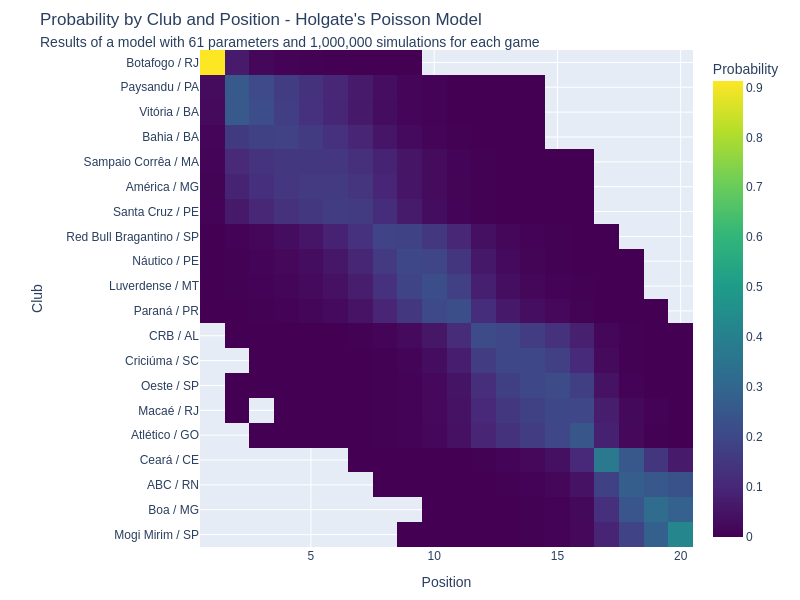 Probability by Club and Position - Holgate's Poisson Model
Results of a model with 61 parameters and 1,000,000 simulations for each game
Probability
Club
Botafogo / RJ
Paysandu / PA
Vitória / BA
Bahia / BA
Sampaio Corrêa / MA
América / MG
Santa Cruz / PE
Red Bull Bragantino / SP
Náutico / PE
Luverdense / MT
Paraná / PR
CRB / AL
Criciúma / SC
Oeste / SP
Macaé / RJ
Atlético / GO
Ceará / CE
ABC / RN
Boa / MG
Mogi Mirim / SP
0.9
0.8
0.7
0.6
0.5
0.4
0.3
0.2
0.1
0
5 10 15 20
Position